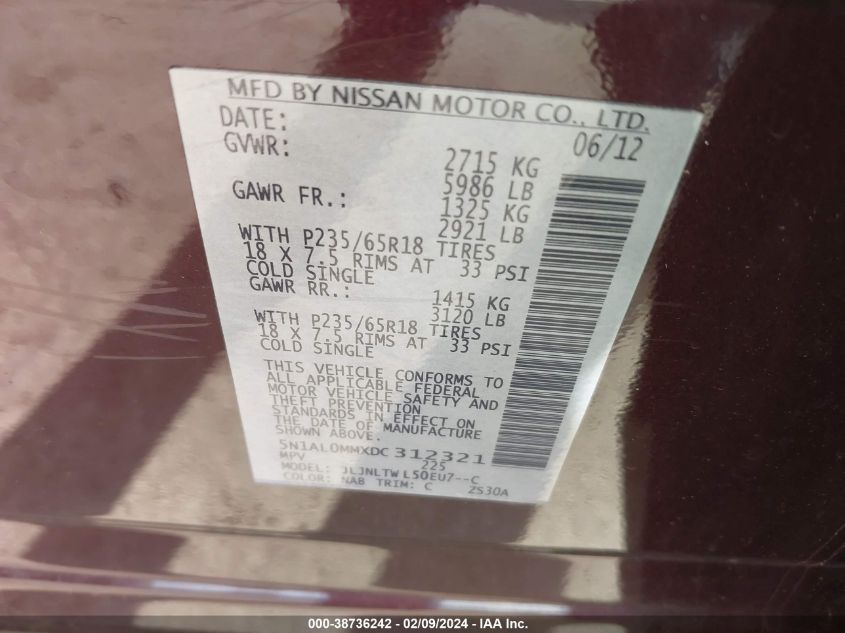 MFD BY NISSAN MOTOR CO., LTD.
DATE: 06/12
GVWR: 2715 KG
5986 LB
GAWR FR.: 1325 KG
2921 LB
WITH P235/65R18 TIRES
18 X 7.5 RIMS AT 33 PSI
COLD SINGLE
GAWR RR.: 1415 KG
3120 LB
WITH P235/65R18 TIRES
18 X 7.5 RIMS AT 33 PSI
COLD SINGLE
THIS VEHICLE CONFORMS TO
ALL APPLICABLE FEDERAL
MOTOR VEHICLE SAFETY AND
THEFT PREVENTION
STANDARDS IN EFFECT ON
THE DATE OF MANUFACTURE
SHOWN ABOVE.
5N1AL0MMXDC312321
MPV 225
MODEL: JLJNLTW L50EU7--C
COLOR: NAB TRIM: C 2S30A
000-38736242 - 02/09/2024 - IAA Inc.